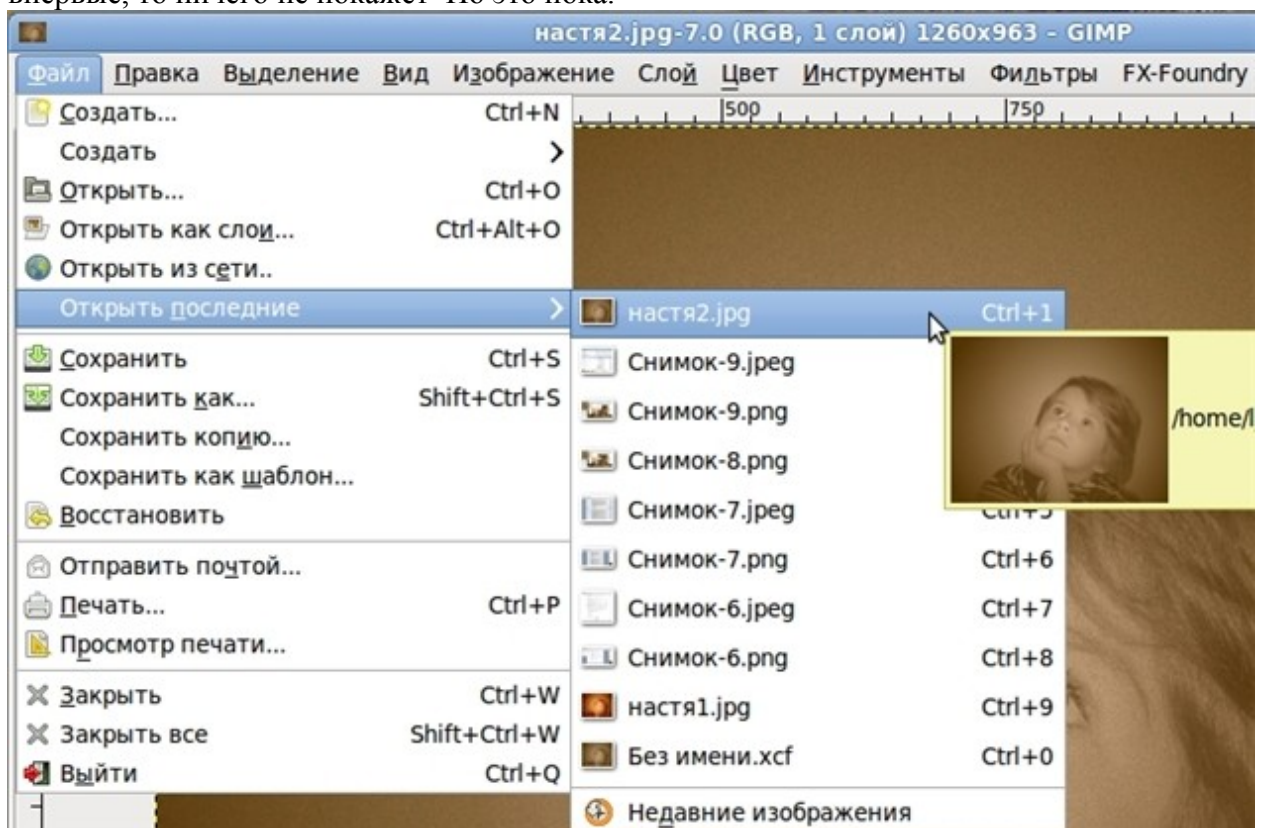 настя2.jpg-7.0 (RGB, 1 слой) 1260x963 – GIMP
Файл Правка Выделение Вид Изображение Слой Цвет Инструменты Фильтры FX-Foundry
500 750
Создать... Ctrl+N
Создать
Открыть... Ctrl+O
Открыть как слои... Ctrl+Alt+O
Открыть из сети..
Открыть последние
Сохранить Ctrl+S
Сохранить как... Shift+Ctrl+S
Сохранить копию...
Сохранить как шаблон...
Восстановить
Отправить почтой...
Печать... Ctrl+P
Просмотр печати...
Закрыть Ctrl+W
Закрыть все Shift+Ctrl+W
Выйти Ctrl+Q
настя2.jpg Ctrl+1
Снимок-9.jpeg
Снимок-9.png
Снимок-8.png
Снимок-7.jpeg
Снимок-7.png Ctrl+6
Снимок-6.jpeg Ctrl+7
Снимок-6.png Ctrl+8
настя1.jpg Ctrl+9
Без имени.xcf Ctrl+0
Недавние изображения
/home/l